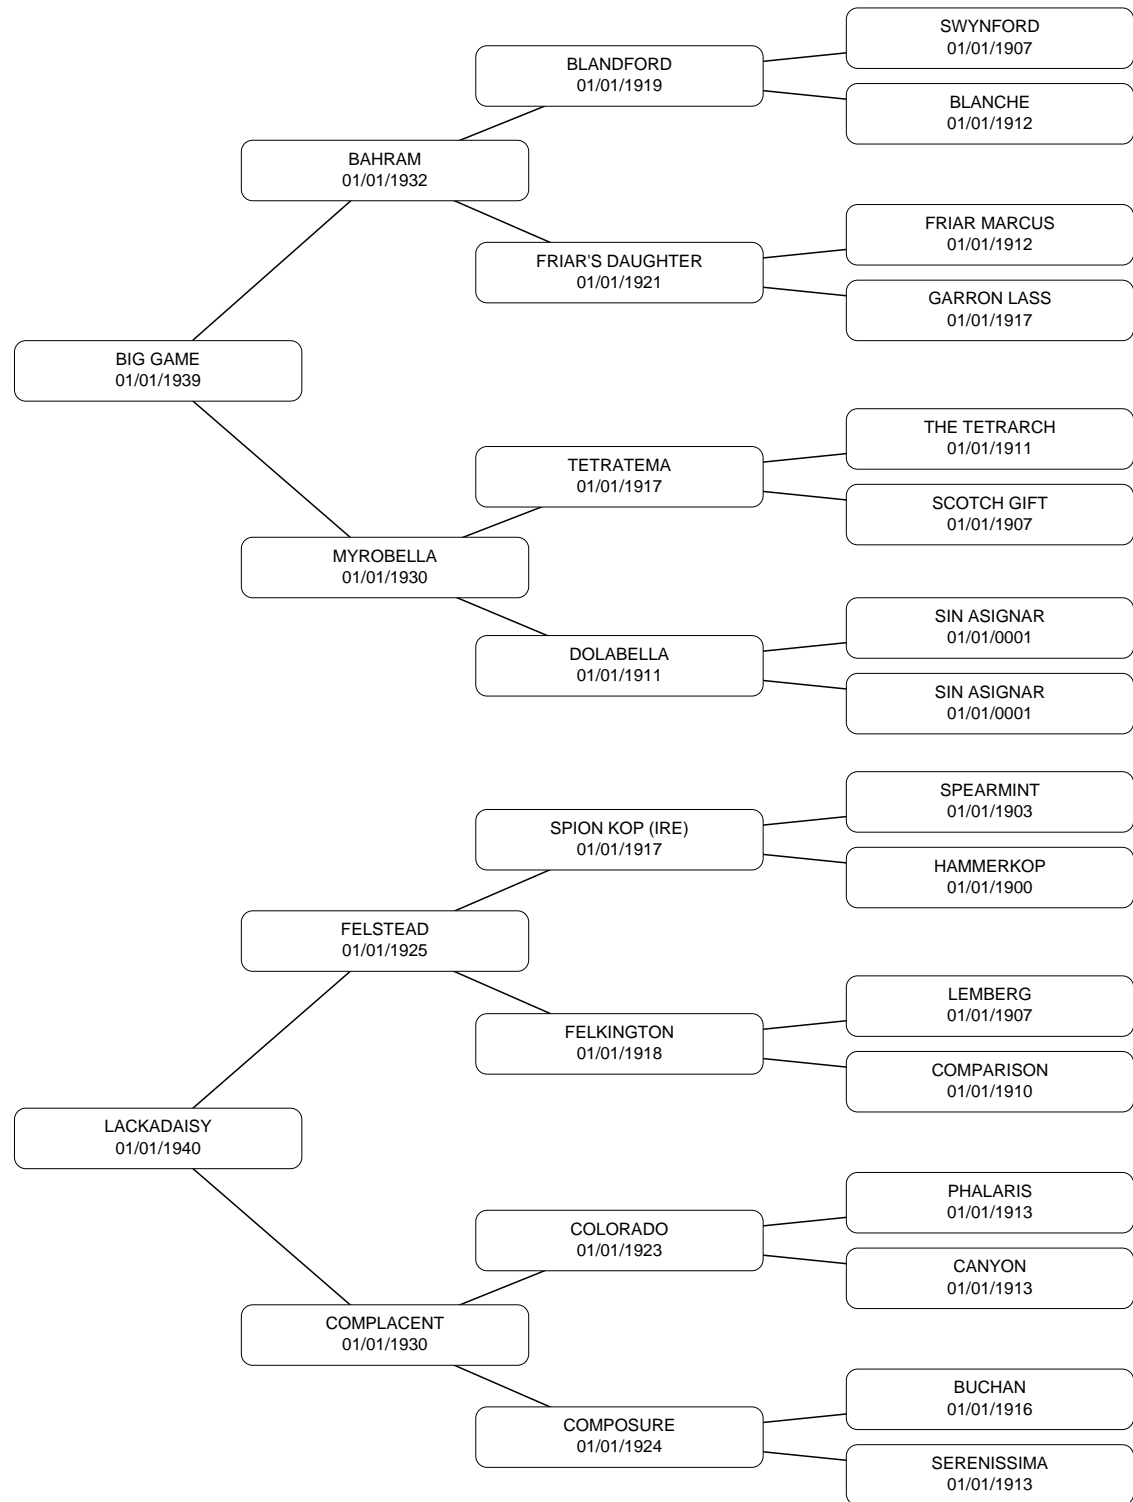 SWYNFORD
01/01/1907
BLANDFORD
01/01/1919
BLANCHE
01/01/1912
BAHRAM
01/01/1932
FRIAR MARCUS
01/01/1912
FRIAR'S DAUGHTER
01/01/1921
GARRON LASS
01/01/1917
BIG GAME
01/01/1939
THE TETRARCH
01/01/1911
TETRATEMA
01/01/1917
SCOTCH GIFT
01/01/1907
MYROBELLA
01/01/1930
SIN ASIGNAR
01/01/0001
DOLABELLA
01/01/1911
SIN ASIGNAR
01/01/0001
SPEARMINT
01/01/1903
SPION KOP (IRE)
01/01/1917
HAMMERKOP
01/01/1900
FELSTEAD
01/01/1925
LEMBERG
01/01/1907
FELKINGTON
01/01/1918
COMPARISON
01/01/1910
LACKADAISY
01/01/1940
PHALARIS
01/01/1913
COLORADO
01/01/1923
CANYON
01/01/1913
COMPLACENT
01/01/1930
BUCHAN
01/01/1916
COMPOSURE
01/01/1924
SERENISSIMA
01/01/1913